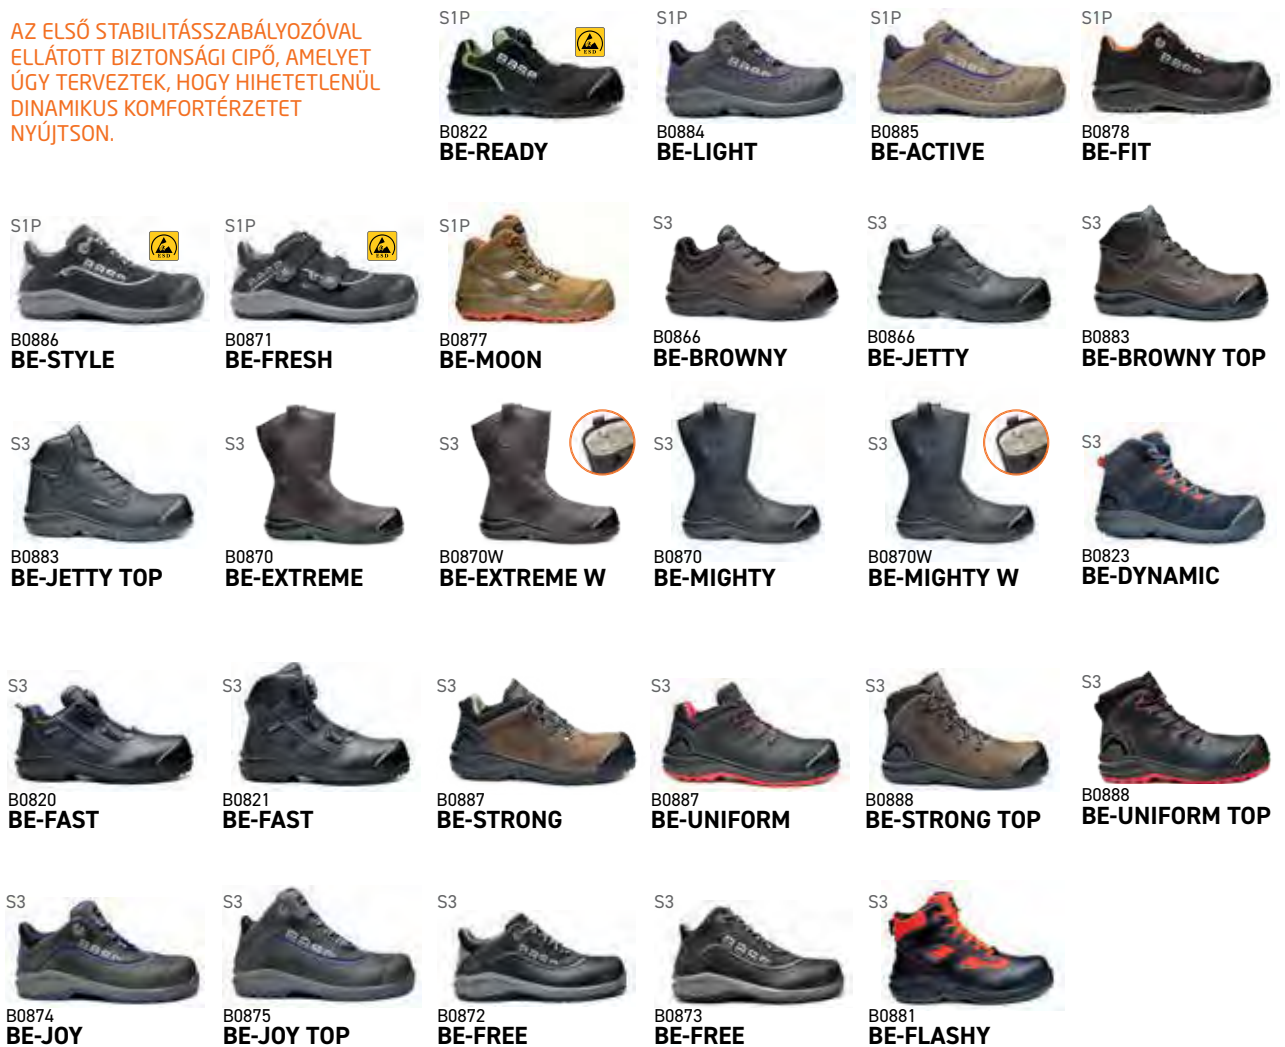 AZ ELSŐ STABILITÁSSZABÁLYOZÓVAL
ELLÁTOTT BIZTONSÁGI CIPŐ, AMELYET
ÚGY TERVEZTEK, HOGY HIHETETLENÜL
DINAMIKUS KOMFORTÉRZETET
NYÚJTSON.
S1P
ESD
B0822
BE-READY
S1P
B0884
BE-LIGHT
S1P
B0885
BE-ACTIVE
S1P
B0878
BE-FIT
S1P
ESD
B0886
BE-STYLE
S1P
ESD
B0871
BE-FRESH
S1P
B0877
BE-MOON
S3
B0866
BE-BROWNY
S3
B0866
BE-JETTY
S3
B0883
BE-BROWNY TOP
S3
B0883
BE-JETTY TOP
S3
B0870
BE-EXTREME
S3
B0870W
BE-EXTREME W
S3
B0870
BE-MIGHTY
S3
B0870W
BE-MIGHTY W
S3
B0823
BE-DYNAMIC
S3
B0820
BE-FAST
S3
B0821
BE-FAST
S3
B0887
BE-STRONG
S3
B0887
BE-UNIFORM
S3
B0888
BE-STRONG TOP
S3
B0888
BE-UNIFORM TOP
S3
B0874
BE-JOY
S3
B0875
BE-JOY TOP
S3
B0872
BE-FREE
S3
B0873
BE-FREE
S3
B0881
BE-FLASHY